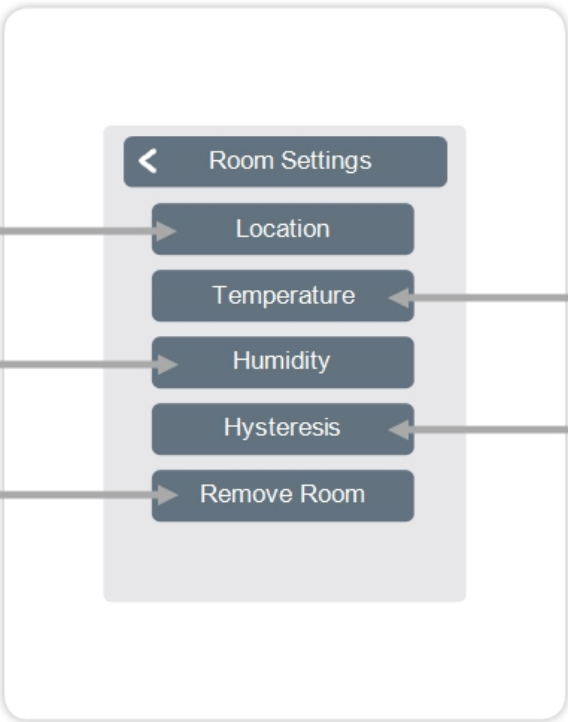 Room Settings
Location
Temperature
Humidity
Hysteresis
Remove Room